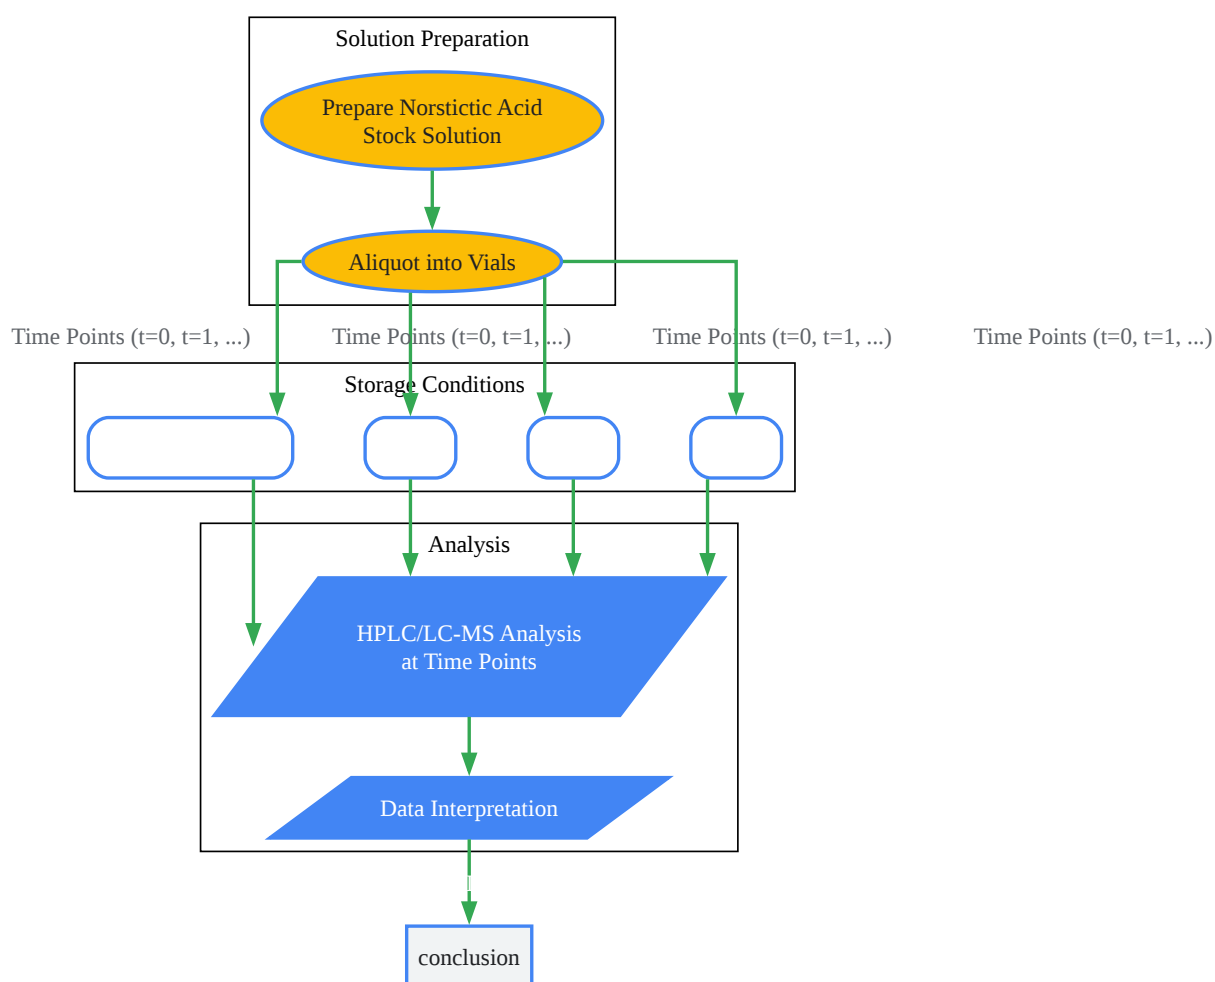 Solution Preparation
Prepare Norstictic Acid
Stock Solution
Aliquot into Vials
Time Points (t=0, t=1, ...)
Time Points (t=0, t=1, ...)
Time Points (t=0, t=1, ...)
Time Points (t=0, t=1, ...)
Storage Conditions
Analysis
HPLC/LC-MS Analysis
at Time Points
Data Interpretation
conclusion